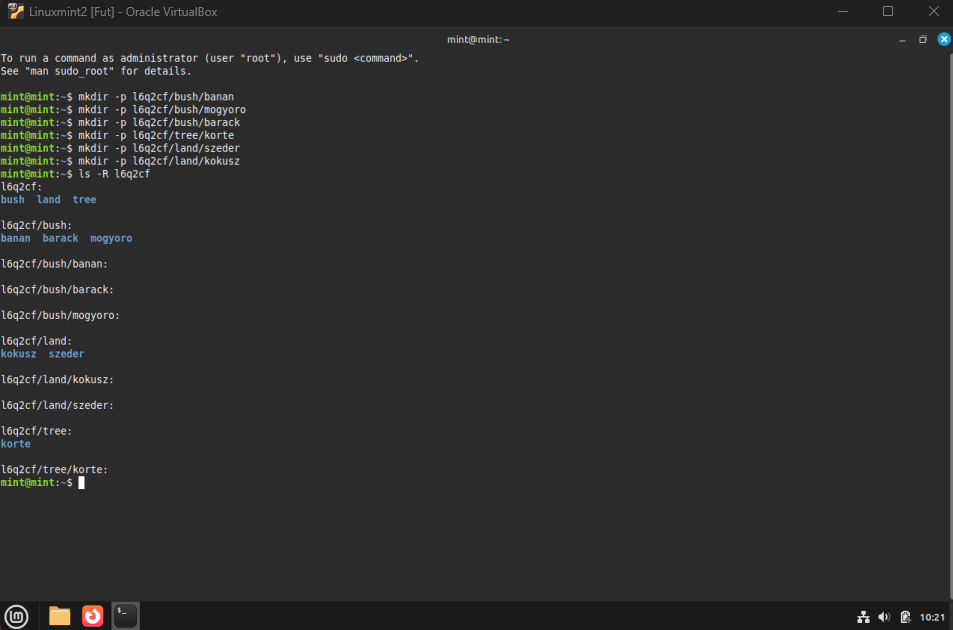 Linuxmint2 [Fut] - Oracle VirtualBox
mint@mint: ~
To run a command as administrator (user "root"), use "sudo <command>".
See "man sudo_root" for details.
mint@mint:~$ mkdir -p l6q2cf/bush/banan
mint@mint:~$ mkdir -p l6q2cf/bush/mogyoro
mint@mint:~$ mkdir -p l6q2cf/bush/barack
mint@mint:~$ mkdir -p l6q2cf/tree/korte
mint@mint:~$ mkdir -p l6q2cf/land/szeder
mint@mint:~$ mkdir -p l6q2cf/land/kokusz
mint@mint:~$ ls -R l6q2cf
l6q2cf:
bush land tree
l6q2cf/bush:
banan barack mogyoro
l6q2cf/bush/banan:
l6q2cf/bush/barack:
l6q2cf/bush/mogyoro:
l6q2cf/land:
kokusz szeder
l6q2cf/land/kokusz:
l6q2cf/land/szeder:
l6q2cf/tree:
korte
l6q2cf/tree/korte:
mint@mint:~$
10:21